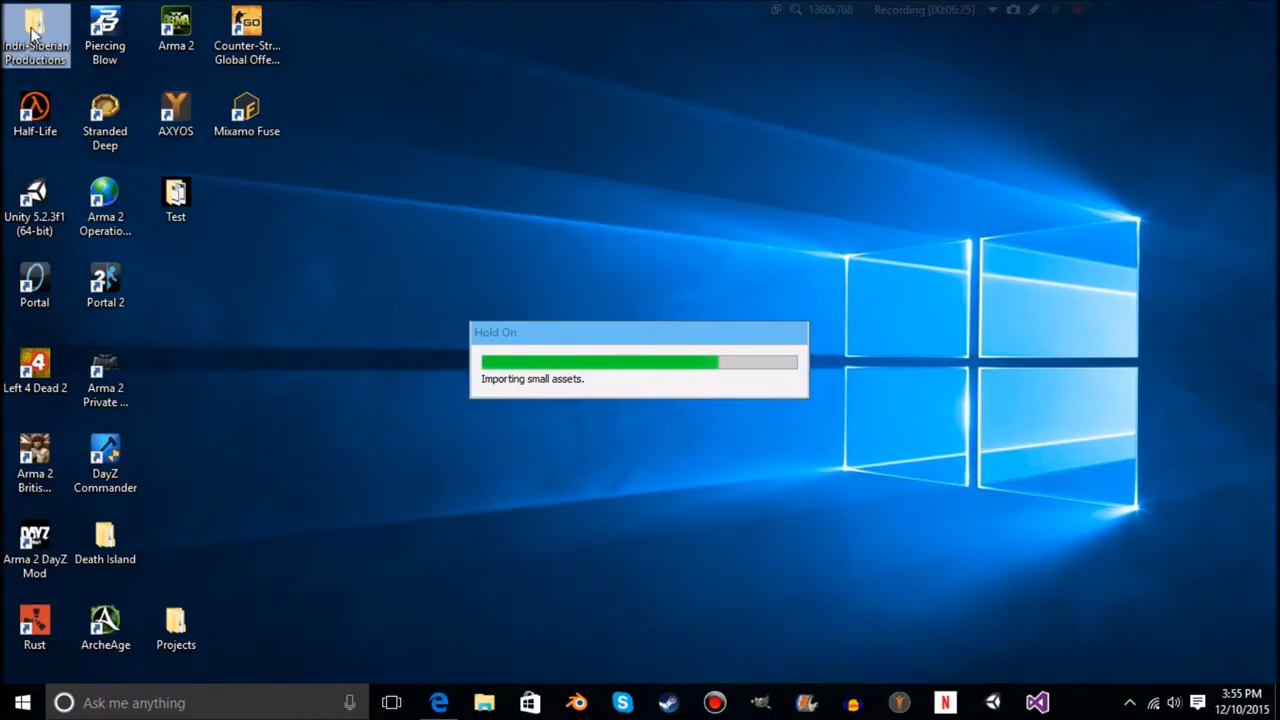 1360x768 Recording [00:06:25]
Indri-Siberian
Productions
Piercing
Blow
Arma 2
Counter-Str...
Global Offe...
Half-Life
Stranded
Deep
AXYOS
Mixamo Fuse
Unity 5.2.3f1
(64-bit)
Arma 2
Operatio...
Test
Portal
Portal 2
Hold On
Importing small assets.
Left 4 Dead 2
Arma 2
Private ...
Arma 2
Britis...
DayZ
Commander
Arma 2 DayZ
Mod
Death Island
Rust
ArcheAge
Projects
Ask me anything
3:55 PM
12/10/2015